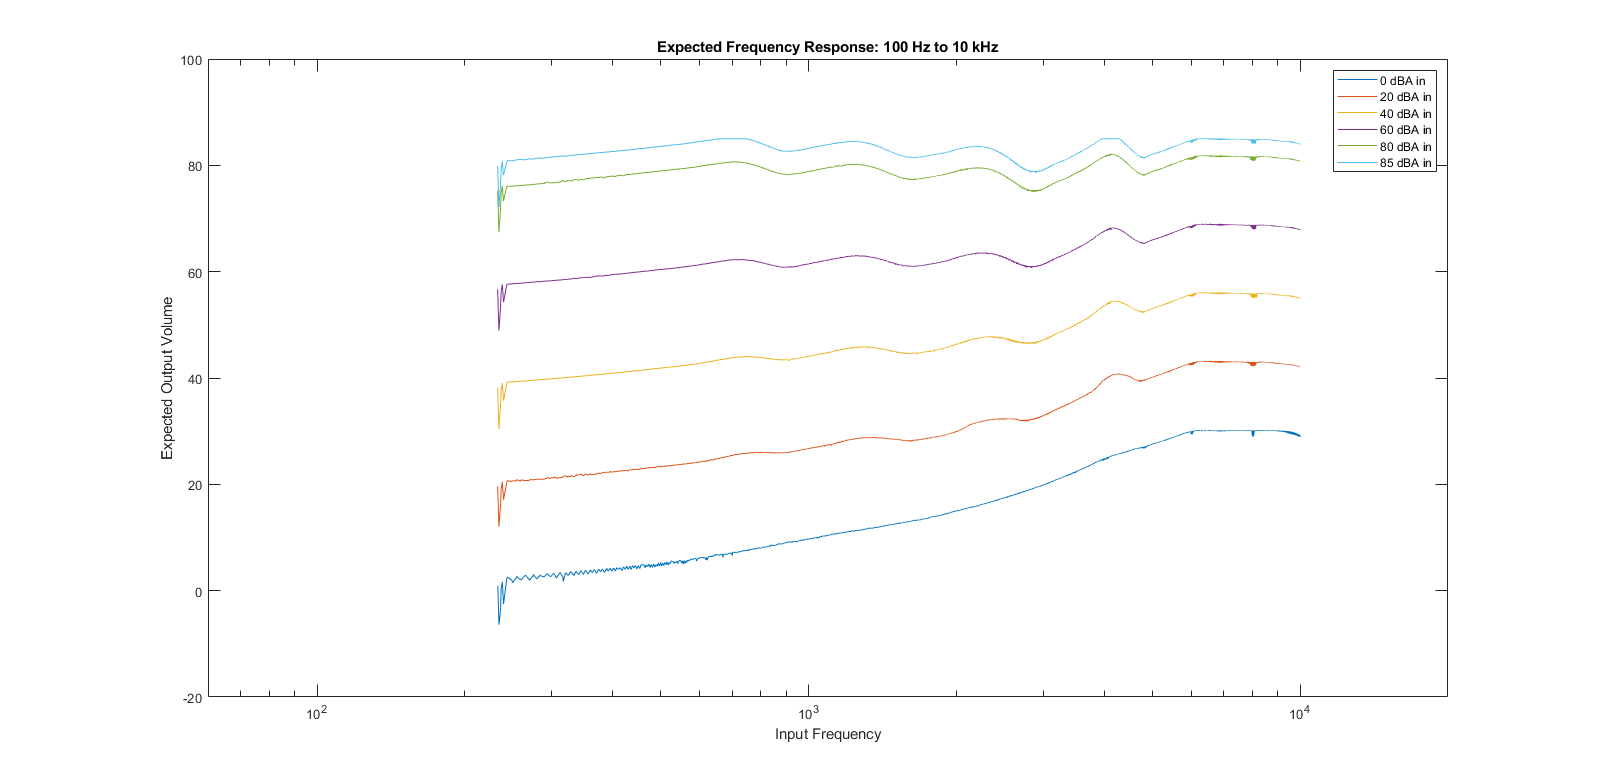 Expected Frequency Response: 100 Hz to 10 kHz
100
80
60
40
20
0
-20
Expected Output Volume
0 dBA in
20 dBA in
40 dBA in
60 dBA in
80 dBA in
85 dBA in
10² 10³ 10⁴
Input Frequency